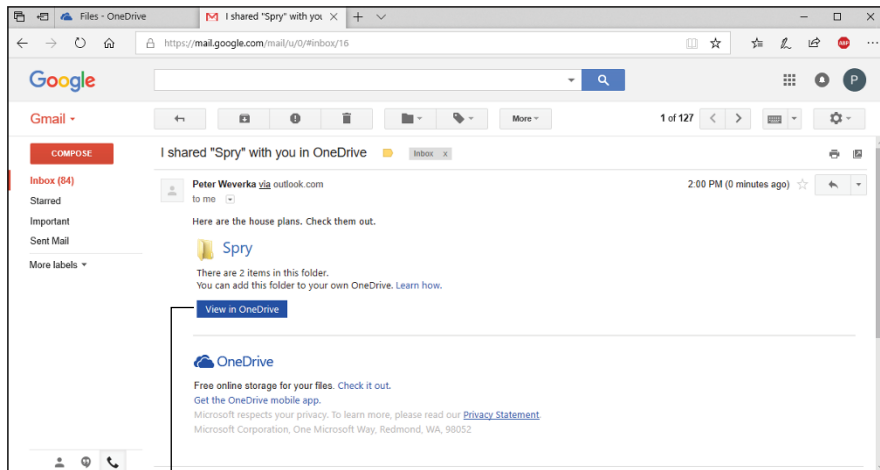 Files - OneDrive
I shared "Spry" with you
https://mail.google.com/mail/u/0/#inbox/16
ABP
Google
P
Gmail
More
1 of 127
COMPOSE
I shared "Spry" with you in OneDrive
Inbox x
Inbox (84)
Starred
Important
Sent Mail
More labels
Peter Weverka via outlook.com
2:00 PM (0 minutes ago)
to me
Here are the house plans. Check them out.
Spry
There are 2 items in this folder.
You can add this folder to your own OneDrive. Learn how.
View in OneDrive
OneDrive
Free online storage for your files. Check it out.
Get the OneDrive mobile app.
Microsoft respects your privacy. To learn more, please read our Privacy Statement.
Microsoft Corporation, One Microsoft Way, Redmond, WA, 98052